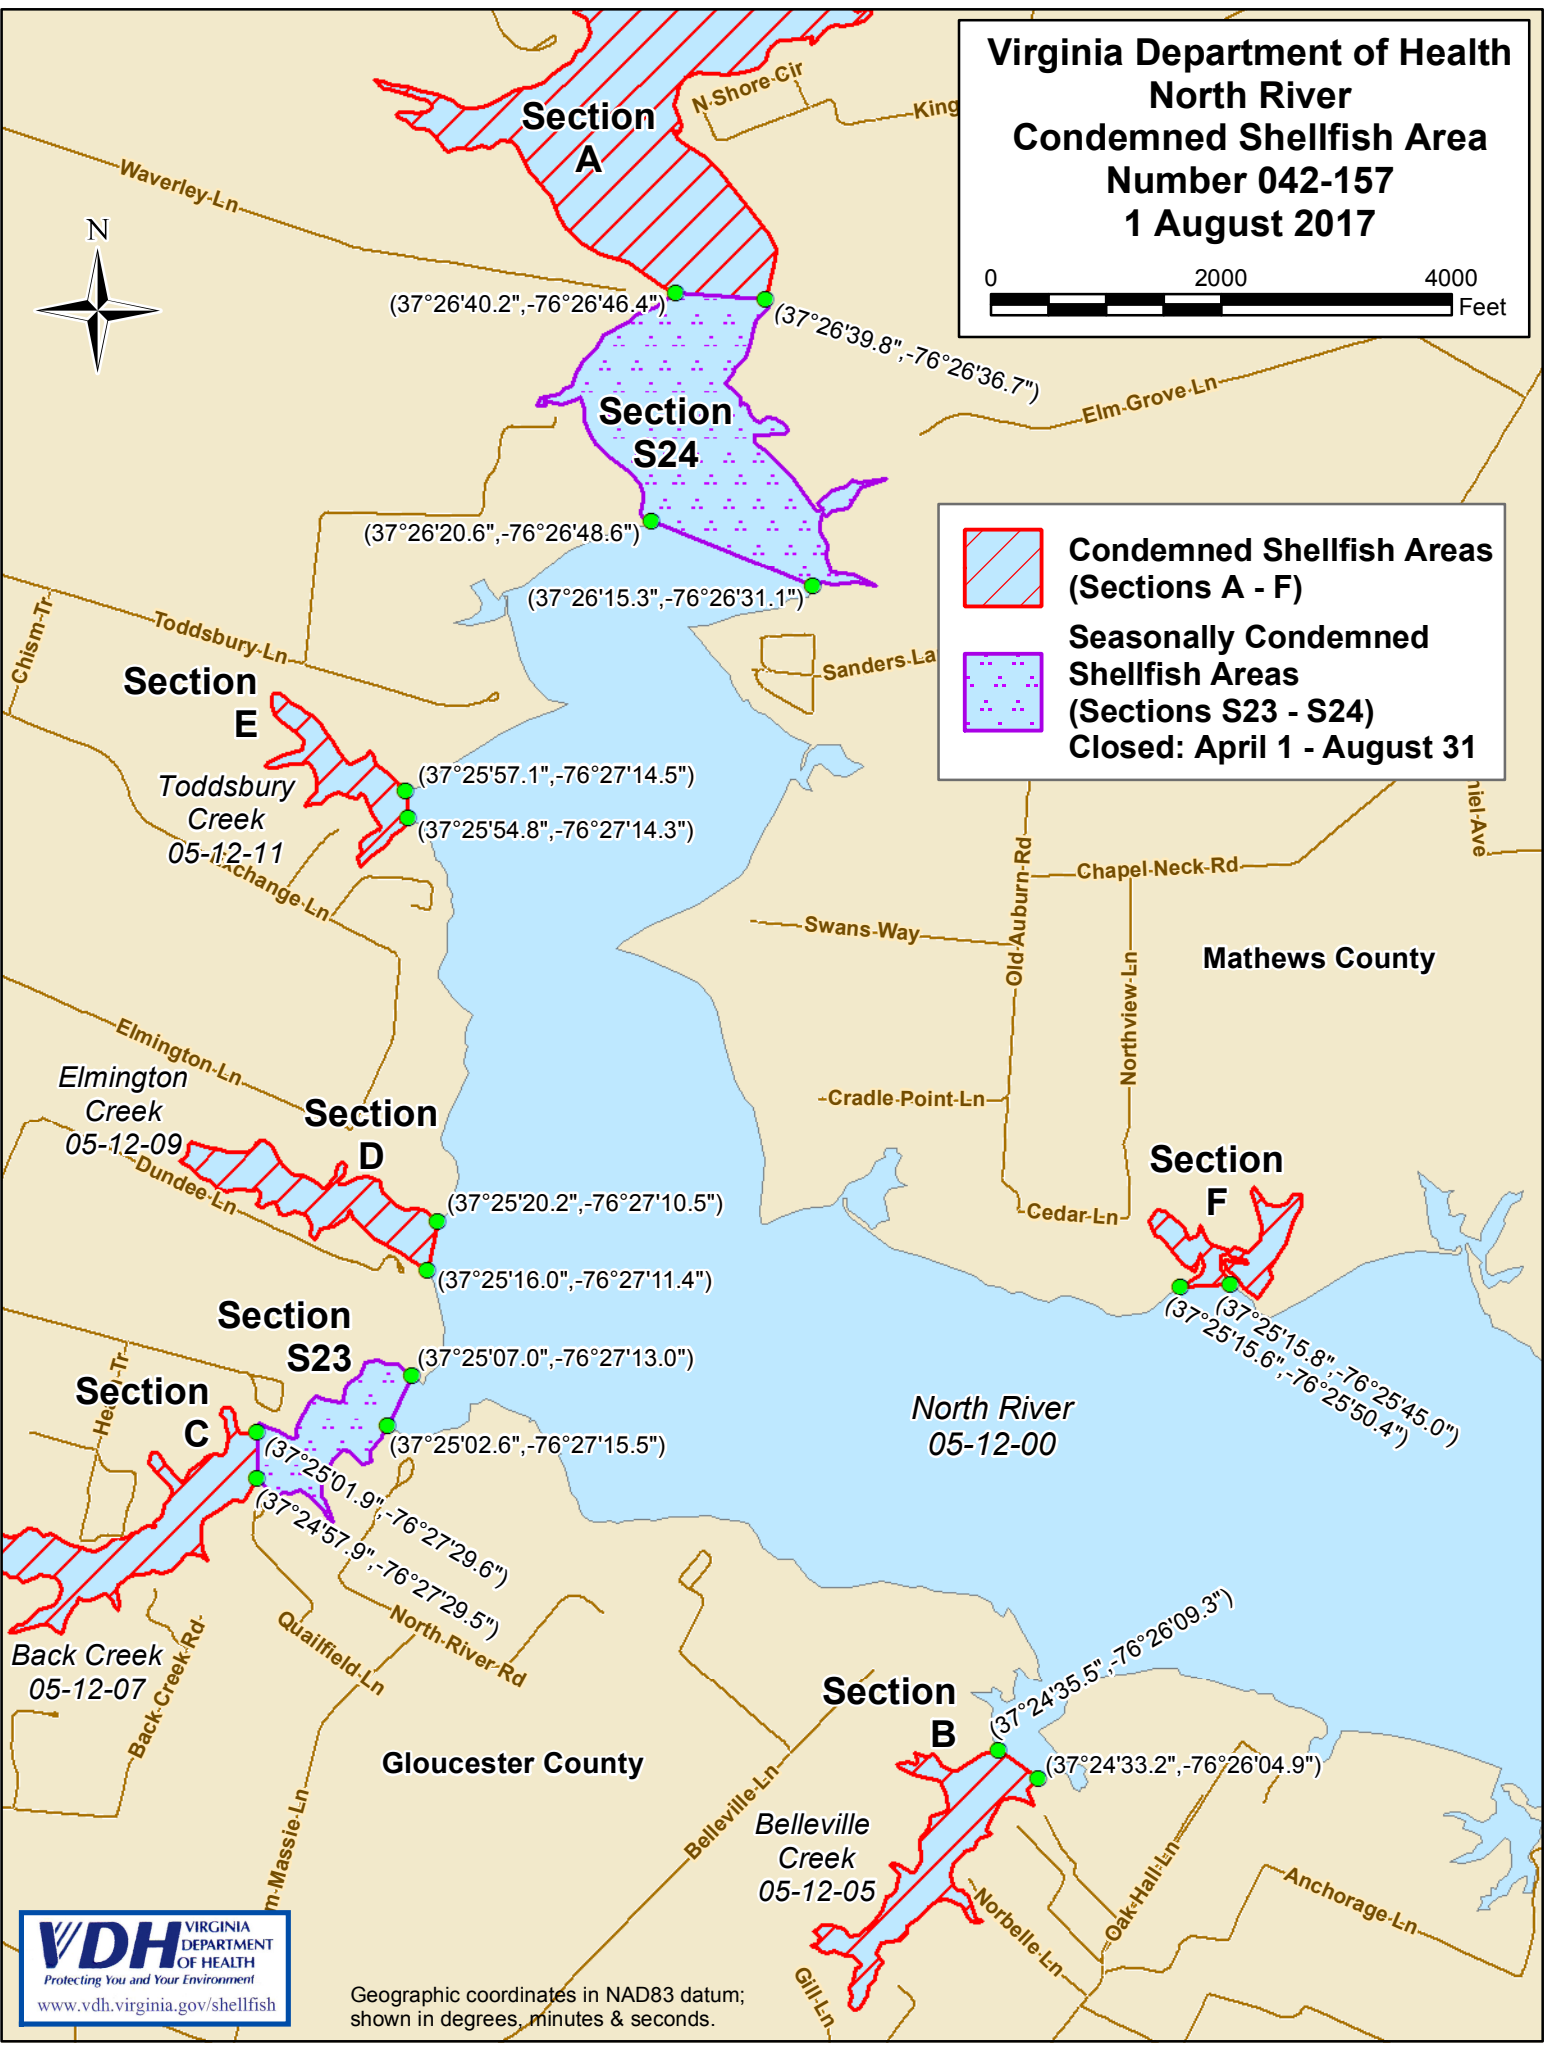 Virginia Department of Health
North River
Condemned Shellfish Area
Number 042-157
1 August 2017
0 2000 4000
Feet
N
Section
A
N Shore Cir
King
Waverley Ln
(37°26'40.2",-76°26'46.4")
(37°26'39.8",-76°26'36.7")
Elm Grove Ln
Section
S24
(37°26'20.6",-76°26'48.6")
(37°26'15.3",-76°26'31.1")
Condemned Shellfish Areas
(Sections A - F)
Seasonally Condemned
Shellfish Areas
(Sections S23 - S24)
Closed: April 1 - August 31
Chism Tr
Toddsbury Ln
Sanders La
Section
E
Toddsbury
Creek
05-12-11
(37°25'57.1",-76°27'14.5")
(37°25'54.8",-76°27'14.3")
xchange Ln
niel Ave
Old Auburn Rd
Chapel Neck Rd
Swans Way
Northview Ln
Mathews County
Elmington Ln
Elmington
Creek
05-12-09
Section
D
Cradle Point Ln
Dundee Ln
(37°25'20.2",-76°27'10.5")
(37°25'16.0",-76°27'11.4")
Cedar Ln
Section
F
(37°25'15.8",-76°25'45.0")
(37°25'15.6",-76°25'50.4")
Section
S23
(37°25'07.0",-76°27'13.0")
(37°25'02.6",-76°27'15.5")
Section
C
(37°25'01.9",-76°27'29.6")
(37°24'57.9",-76°27'29.5")
North River
05-12-00
Back Creek
05-12-07
Back Creek Rd
Quailfield Ln
North River Rd
Gloucester County
m Massie Ln
Belleville Ln
Section
B
(37°24'35.5",-76°26'09.3")
(37°24'33.2",-76°26'04.9")
Belleville
Creek
05-12-05
Norbelle Ln
Oak Hall Ln
Anchorage Ln
Gill Ln
VDH VIRGINIA
DEPARTMENT
OF HEALTH
Protecting You and Your Environment
www.vdh.virginia.gov/shellfish
Geographic coordinates in NAD83 datum;
shown in degrees, minutes & seconds.